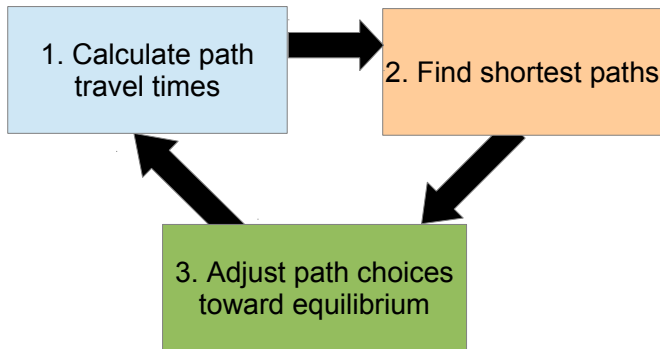 1. Calculate path
travel times
2. Find shortest paths
3. Adjust path choices
toward equilibrium